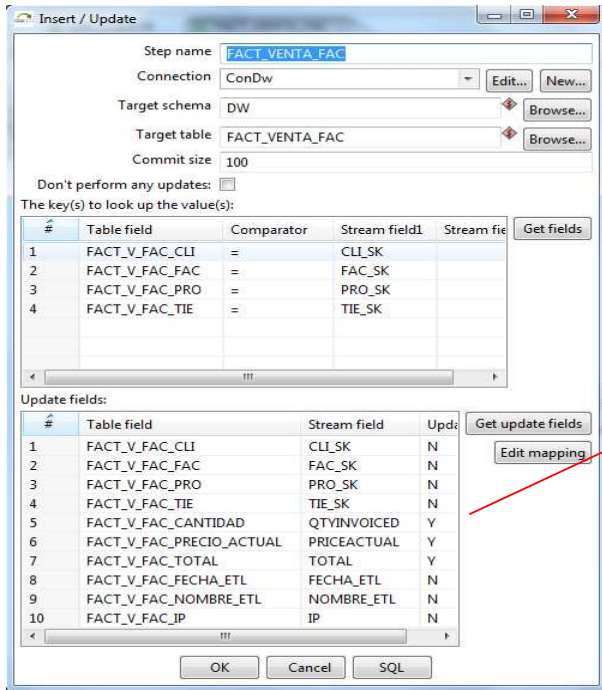 Insert / Update
Step name FACT_VENTA_FAC
Connection ConDw Edit... New...
Target schema DW Browse...
Target table FACT_VENTA_FAC Browse...
Commit size 100
Don't perform any updates:
The key(s) to look up the value(s):
# Table field Comparator Stream field1 Stream fie Get fields
1 FACT_V_FAC_CLI = CLI_SK
2 FACT_V_FAC_FAC = FAC_SK
3 FACT_V_FAC_PRO = PRO_SK
4 FACT_V_FAC_TIE = TIE_SK
Update fields:
# Table field Stream field Upda Get update fields
1 FACT_V_FAC_CLI CLI_SK N Edit mapping
2 FACT_V_FAC_FAC FAC_SK N
3 FACT_V_FAC_PRO PRO_SK N
4 FACT_V_FAC_TIE TIE_SK N
5 FACT_V_FAC_CANTIDAD QTYINVOICED Y
6 FACT_V_FAC_PRECIO_ACTUAL PRICEACTUAL Y
7 FACT_V_FAC_TOTAL TOTAL Y
8 FACT_V_FAC_FECHA_ETL FECHA_ETL N
9 FACT_V_FAC_NOMBRE_ETL NOMBRE_ETL N
10 FACT_V_FAC_IP IP N
OK Cancel SQL